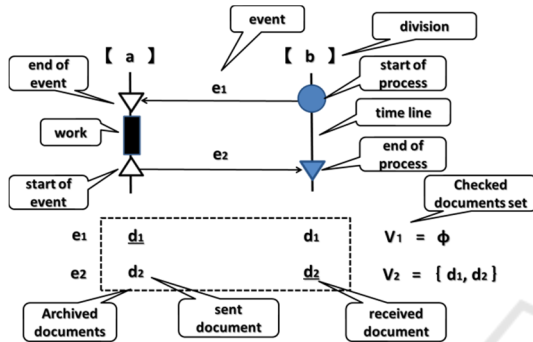 event
division
【 a 】
【 b 】
end of
event
start of
process
e1
work
time line
end of
process
e2
start of
event
Checked
documents set
e1 d1 d1 V1 = ϕ
e2 d2 d2 V2 = { d1, d2 }
Archived
documents
sent
document
received
document